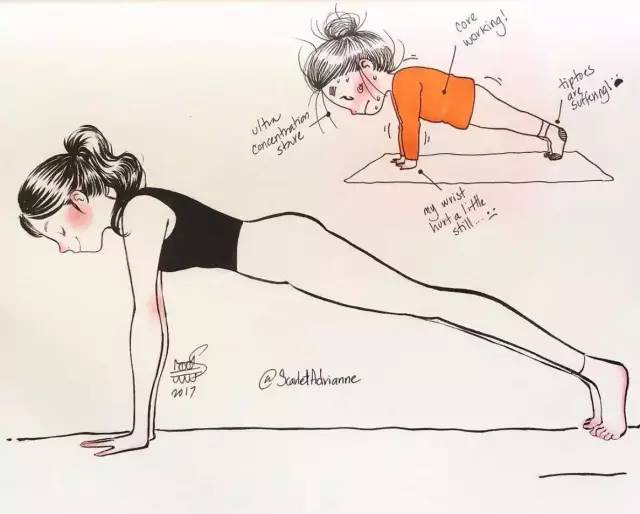 core
working!
tiptoes
are
suffering!
ultra
concentration
stare
my wrist
hurt a little
still...
2017
@ScarletAdrianne